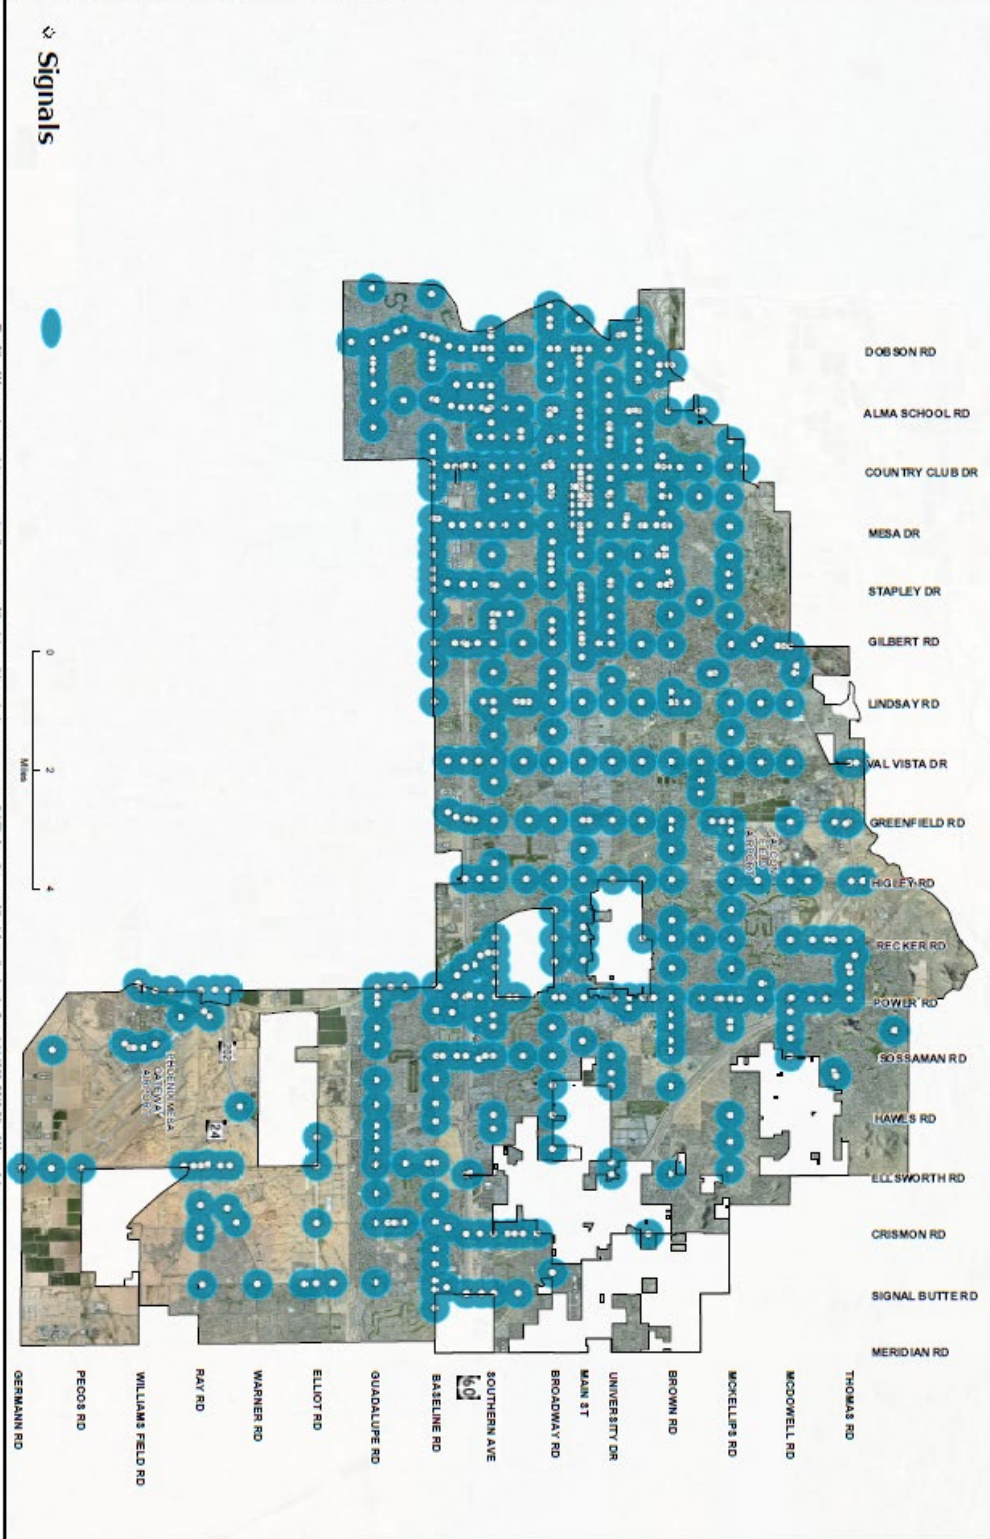 Signals
DOBSON RD
ALMA SCHOOL RD
COUNTRY CLUB DR
MESA DR
STAPLEY DR
GILBERT RD
LINDSAY RD
VAL VISTA DR
GREENFIELD RD
HIGLEY RD
RECKER RD
POWER RD
SOSSAMAN RD
HAWES RD
ELLSWORTH RD
CRISMON RD
SIGNAL BUTTE RD
MERIDIAN RD
FALCON
FIELD
AIRPORT
PHOENIX-MESA
GATEWAY
AIRPORT
202
24
60
0
2
4
Miles
GERMANN RD
PECOS RD
WILLIAMS FIELD RD
RAY RD
WARNER RD
ELLIOT RD
GUADALUPE RD
BASELINE RD
SOUTHERN AVE
BROADWAY RD
MAIN ST
UNIVERSITY DR
BROWN RD
MCKELLIPS RD
MCDOWELL RD
THOMAS RD